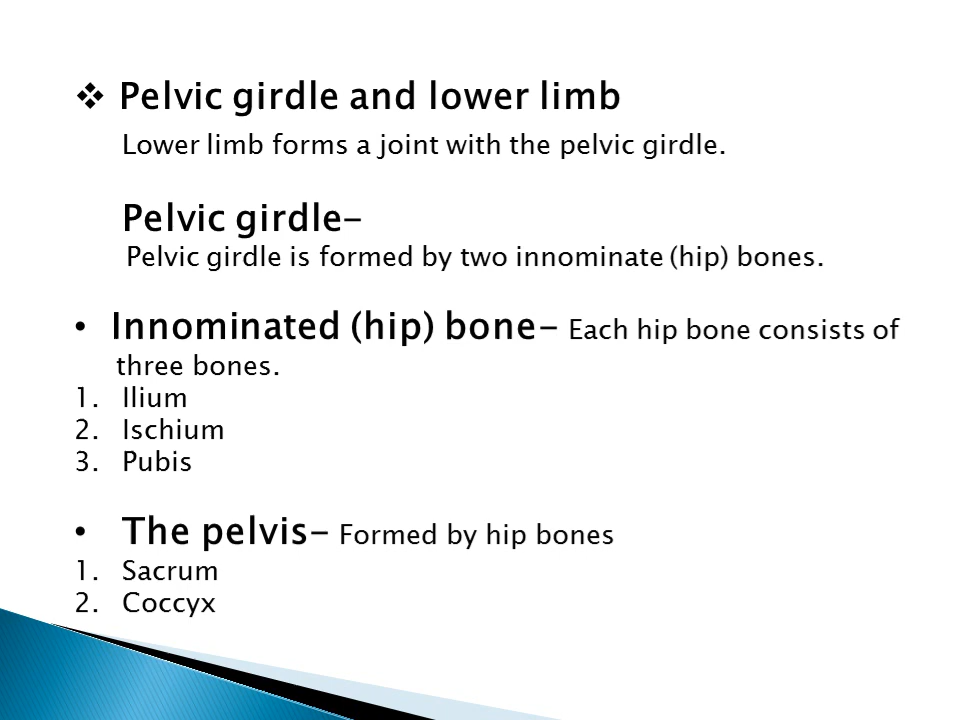 ❖ Pelvic girdle and lower limb
Lower limb forms a joint with the pelvic girdle.
Pelvic girdle-
Pelvic girdle is formed by two innominate (hip) bones.
• Innominated (hip) bone- Each hip bone consists of
three bones.
1. Ilium
2. Ischium
3. Pubis
• The pelvis- Formed by hip bones
1. Sacrum
2. Coccyx